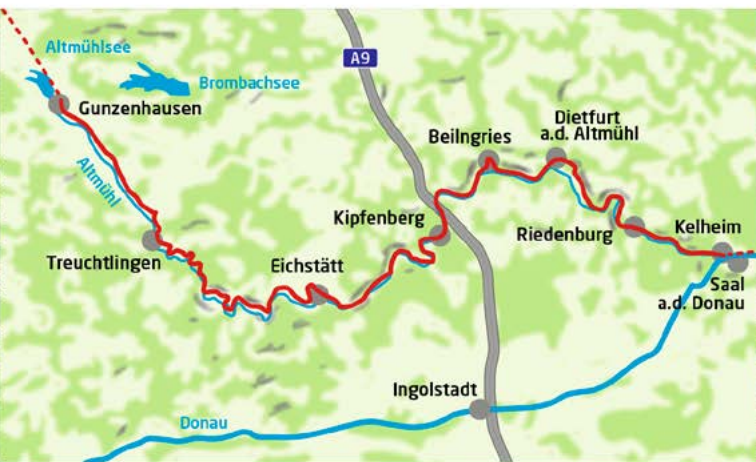 Altmühlsee
A9
Brombachsee
Gunzenhausen
Dietfurt
a.d. Altmühl
Beilngries
Altmühl
Kipfenberg
Riedenburg
Kelheim
Treuchtlingen
Eichstätt
Saal
a.d. Donau
Ingolstadt
Donau